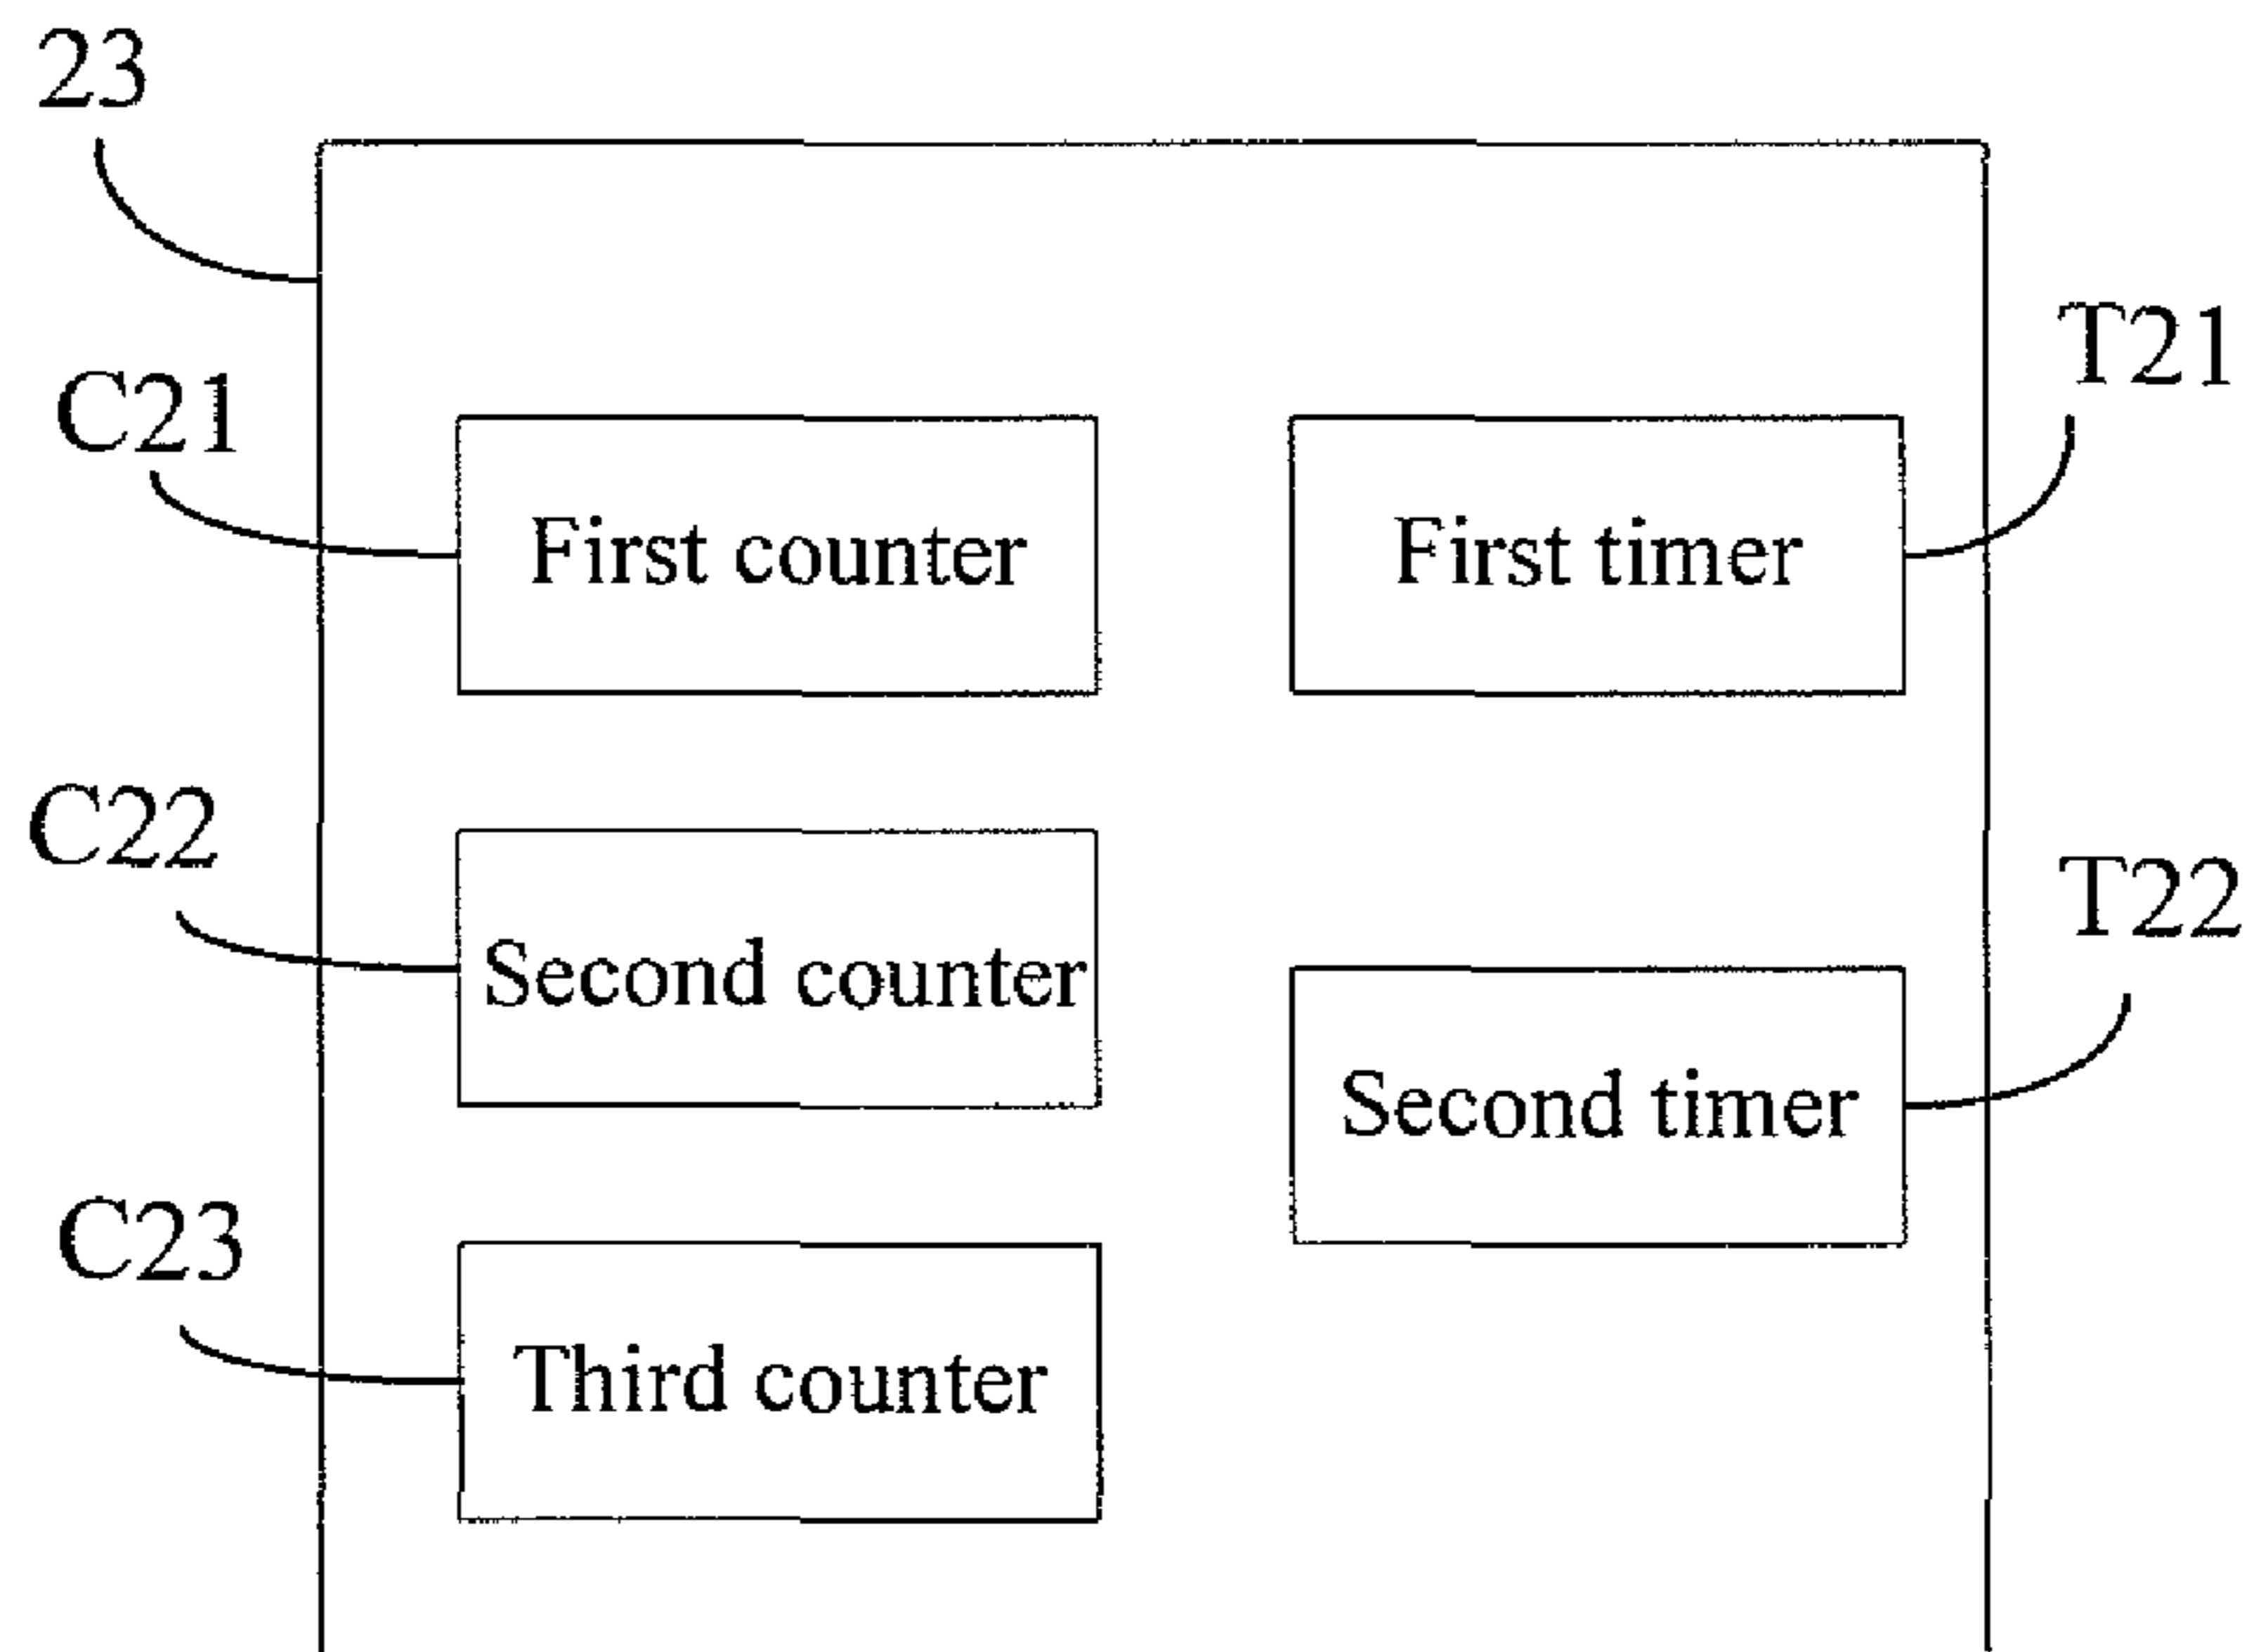 23
T21
C21
First counter
First timer
C22
T22
Second counter
Second timer
C23
Third counter